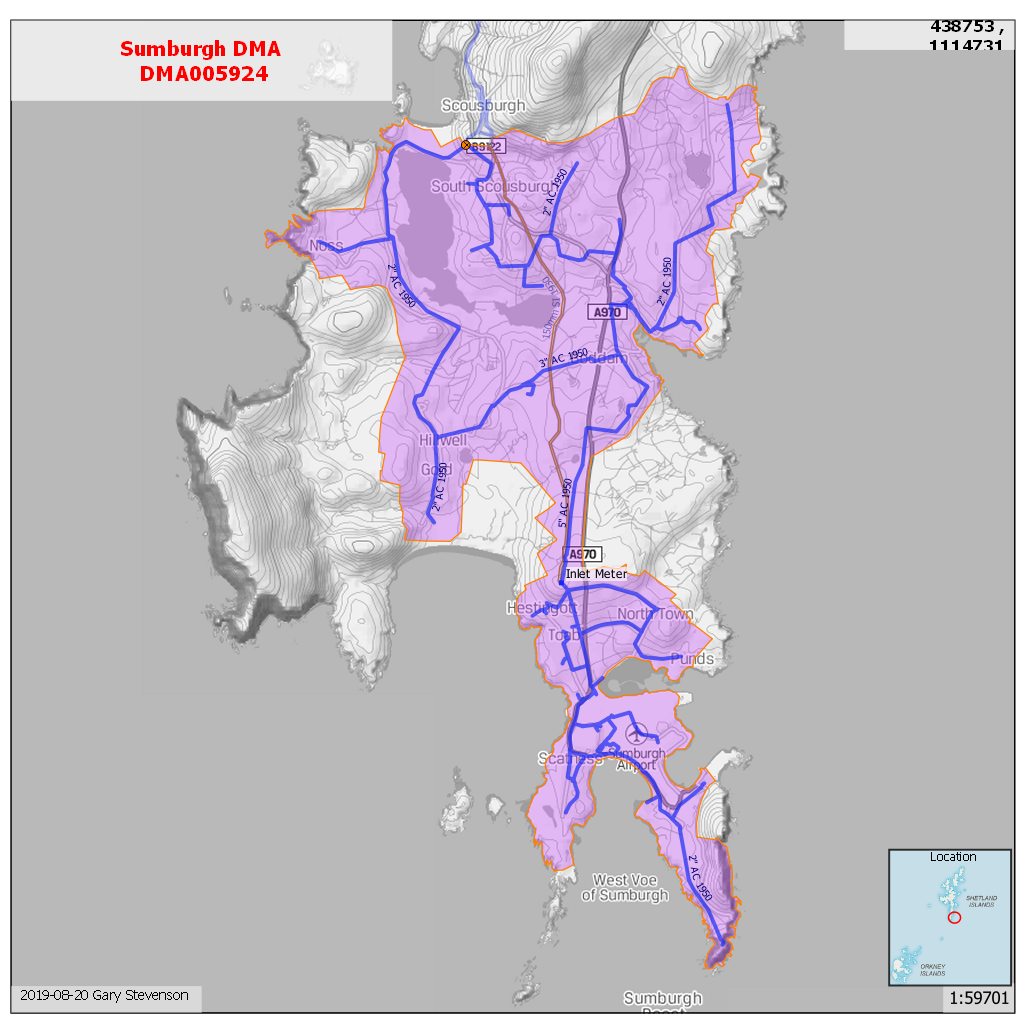 Sumburgh DMA
DMA005924
438753 ,
1114731
Scousburgh
B9122
South Scousburgh
2" AC 1950
Noss
2" AC 1950
2" AC 1950
150mm
A970
3" AC 1950
Boddam
Hillwell
Gord
2" AC 1950
5" AC 1950
A970
Inlet Meter
Hestingott
North Town
Toab
Punds
Scatness
Sumburgh
Airport
2" AC 1950
West Voe
of Sumburgh
Sumburgh
Location
SHETLAND
ISLANDS
ORKNEY
ISLANDS
2019-08-20 Gary Stevenson
1:59701